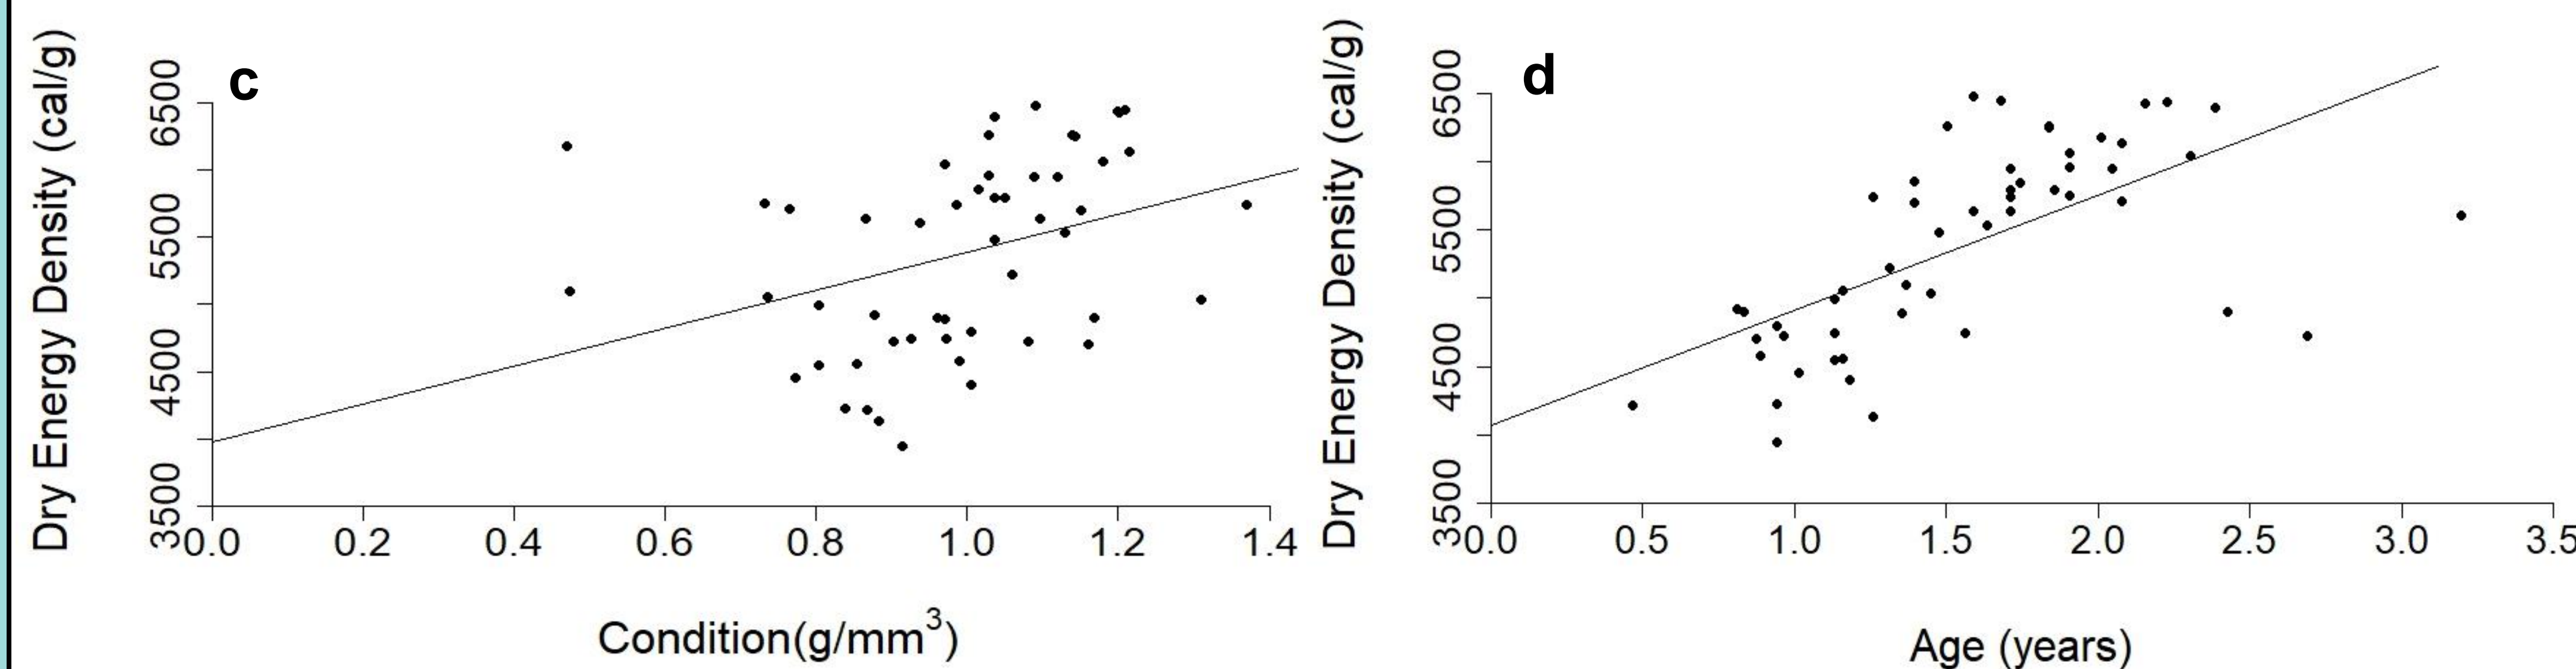 c
Dry Energy Density (cal/g)
6500
5500
4500
3500
0.0 0.2 0.4 0.6 0.8 1.0 1.2 1.4
Condition(g/mm³)
d
Dry Energy Density (cal/g)
6500
5500
4500
3500
0.0 0.5 1.0 1.5 2.0 2.5 3.0 3.5
Age (years)